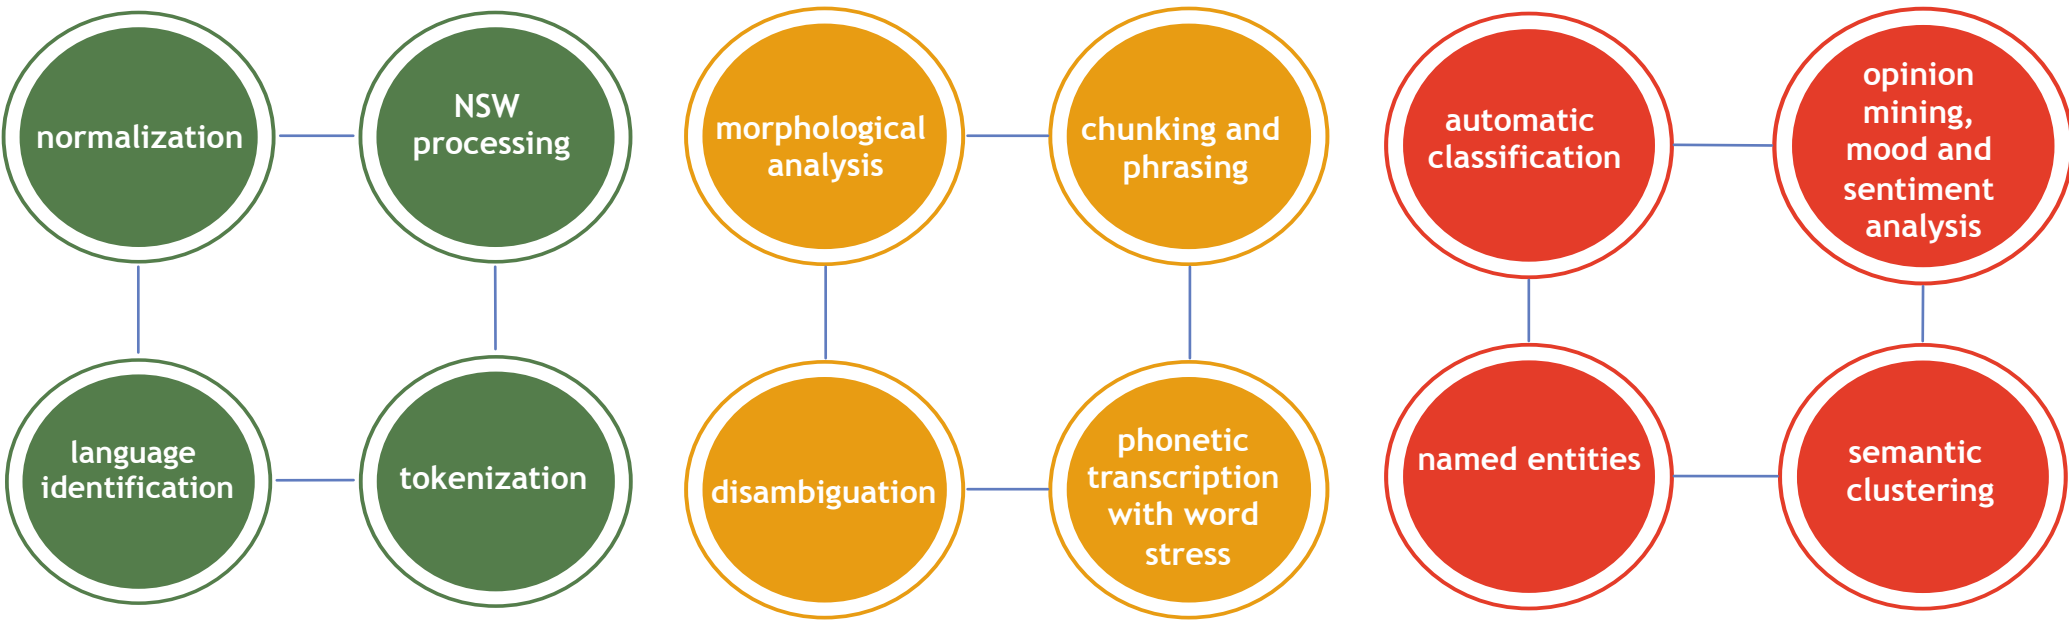 normalization
NSW
processing
language
identification
tokenization
morphological
analysis
chunking and
phrasing
disambiguation
phonetic
transcription
with word
stress
automatic
classification
opinion
mining,
mood and
sentiment
analysis
named entities
semantic
clustering